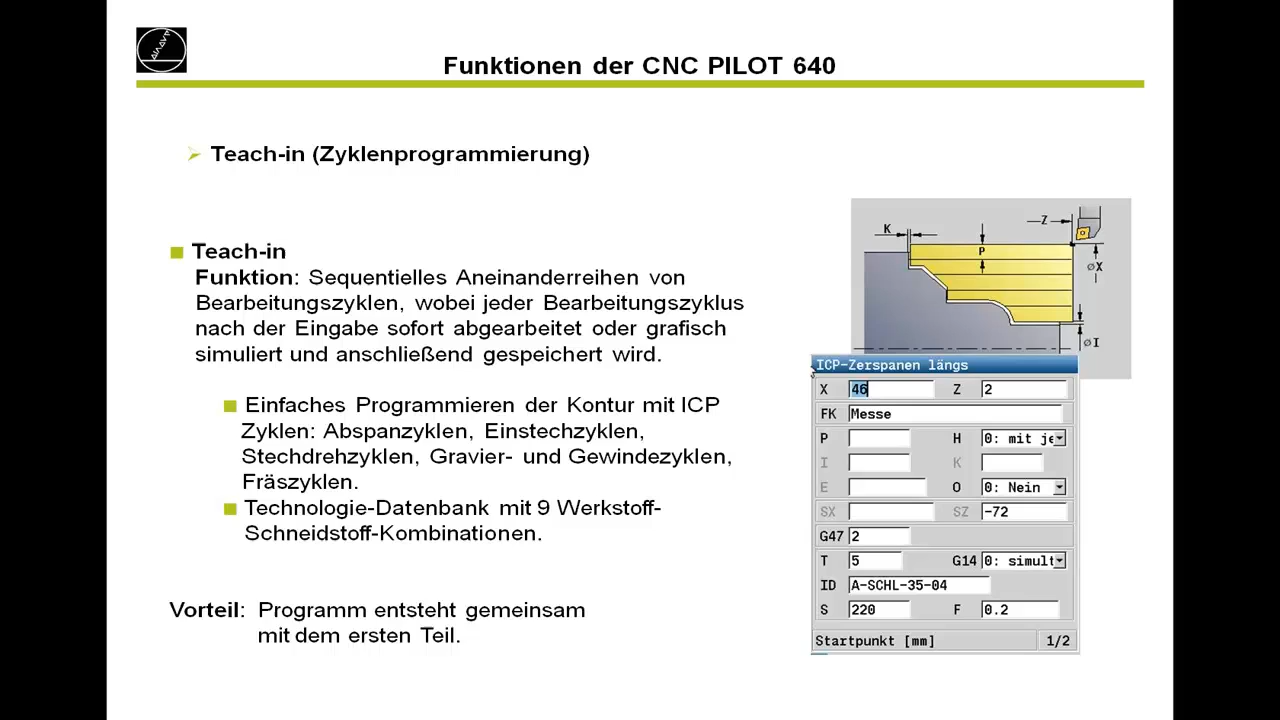 Funktionen der CNC PILOT 640
Teach-in (Zyklenprogrammierung)
Teach-in
Funktion: Sequentielles Aneinanderreihen von
Bearbeitungszyklen, wobei jeder Bearbeitungszyklus
nach der Eingabe sofort abgearbeitet oder grafisch
simuliert und anschließend gespeichert wird.
Einfaches Programmieren der Kontur mit ICP
Zyklen: Abspanzyklen, Einstechzyklen,
Stechdrehzyklen, Gravier- und Gewindezyklen,
Fräszyklen.
Technologie-Datenbank mit 9 Werkstoff-
Schneidstoff-Kombinationen.
Vorteil: Programm entsteht gemeinsam
mit dem ersten Teil.
Z
K
P
⌀X
⌀I
ICP-Zerspanen längs
X 46 Z 2
FK Messe
P H 0: mit je
I K
E O 0: Nein
SX SZ -72
G47 2
T 5 G14 0: simult
ID A-SCHL-35-04
S 220 F 0.2
Startpunkt [mm] 1/2